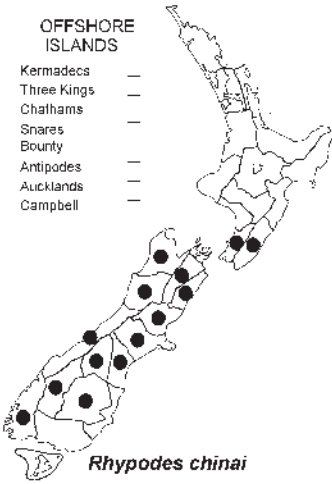 OFFSHORE
ISLANDS
Kermadecs _
Three Kings _
Chathams _
Snares
Bounty _
Antipodes _
Aucklands _
Campbell _
Rhypodes chinai